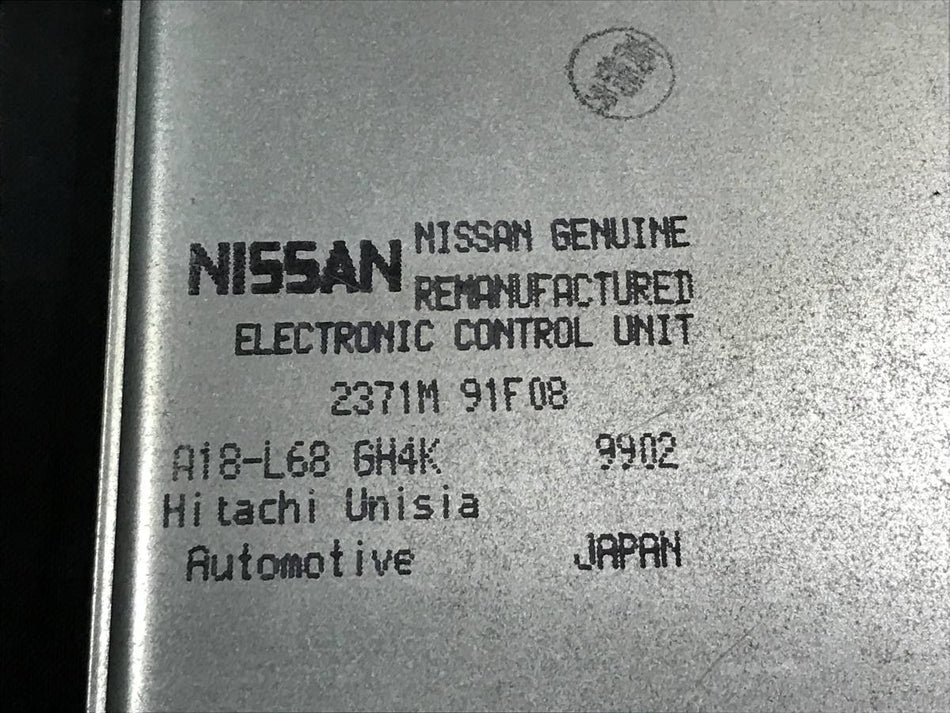 NISSAN NISSAN GENUINE
REMANUFACTURED
ELECTRONIC CONTROL UNIT
2371M 91F08
A18-L68 GH4K 9902
Hitachi Unisia
Automotive JAPAN